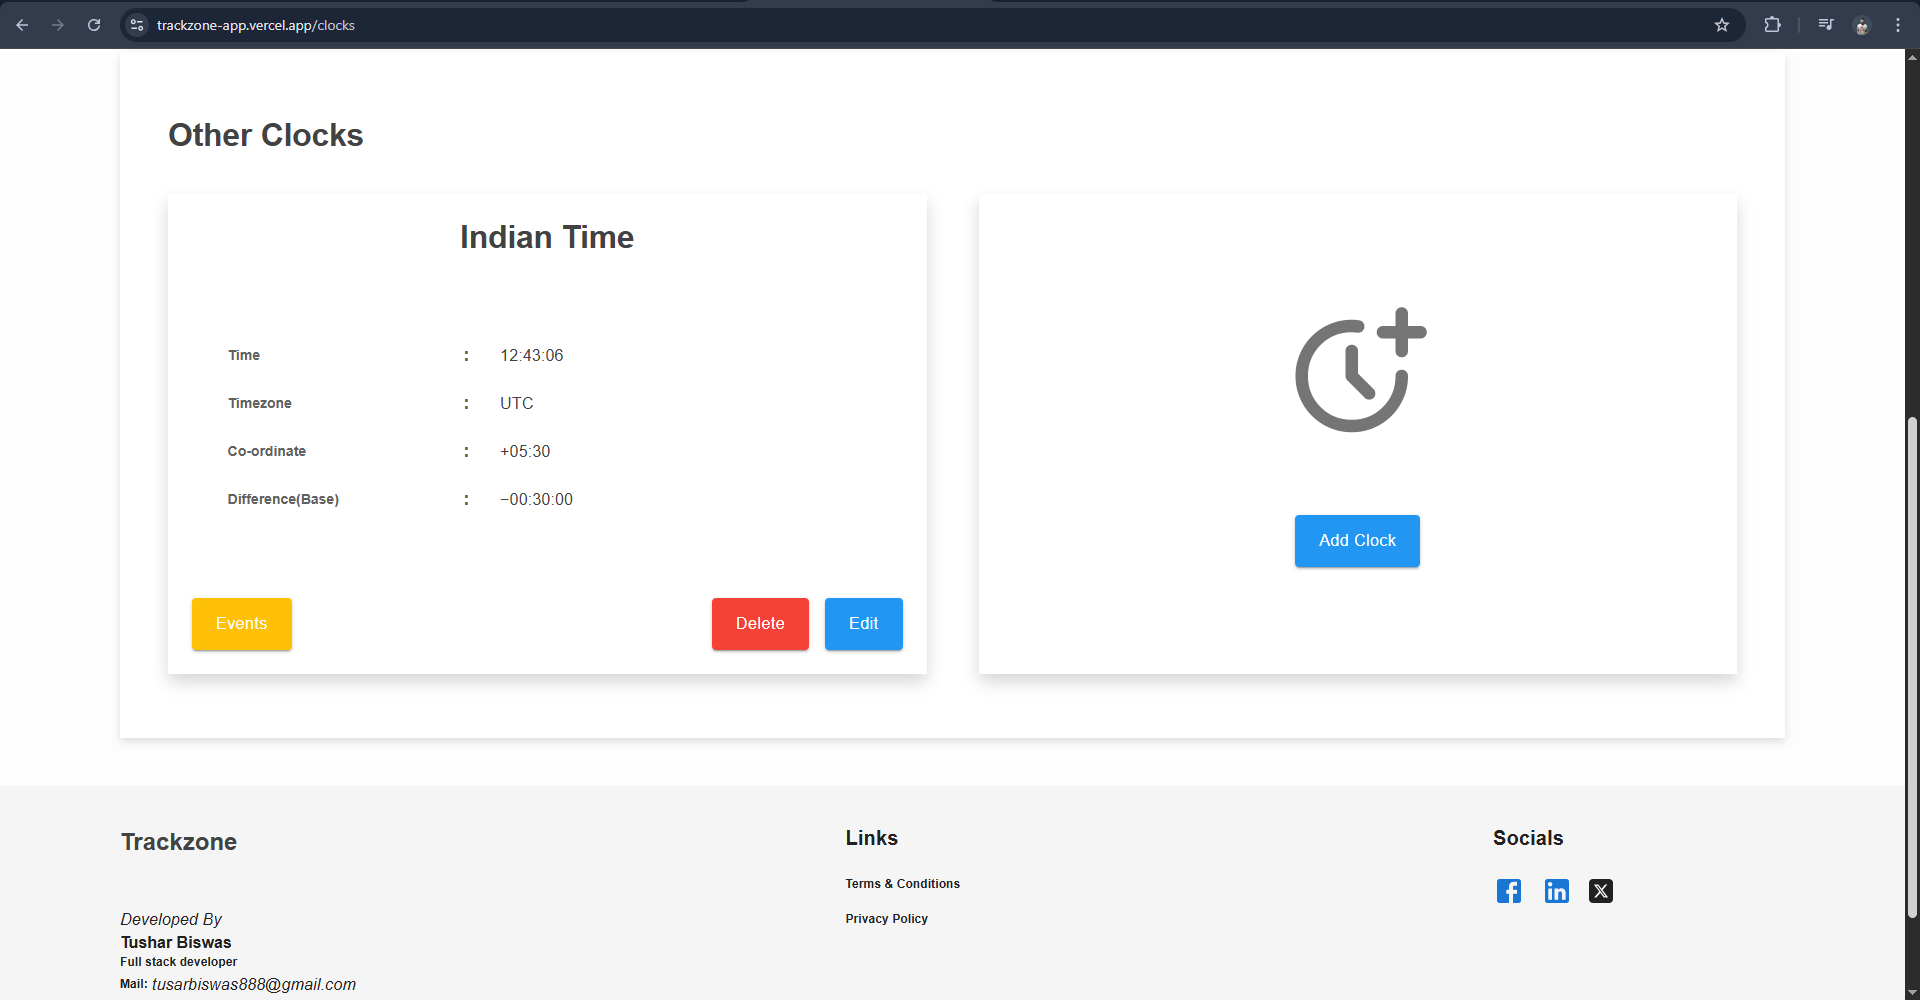 trackzone-app.vercel.app/clocks
Other Clocks
Indian Time
Time : 12:43:06
Timezone : UTC
Co-ordinate : +05:30
Difference(Base) : −00:30:00
Events
Delete
Edit
Add Clock
Trackzone
Developed By
Tushar Biswas
Full stack developer
Mail: tusarbiswas888@gmail.com
Links
Terms & Conditions
Privacy Policy
Socials